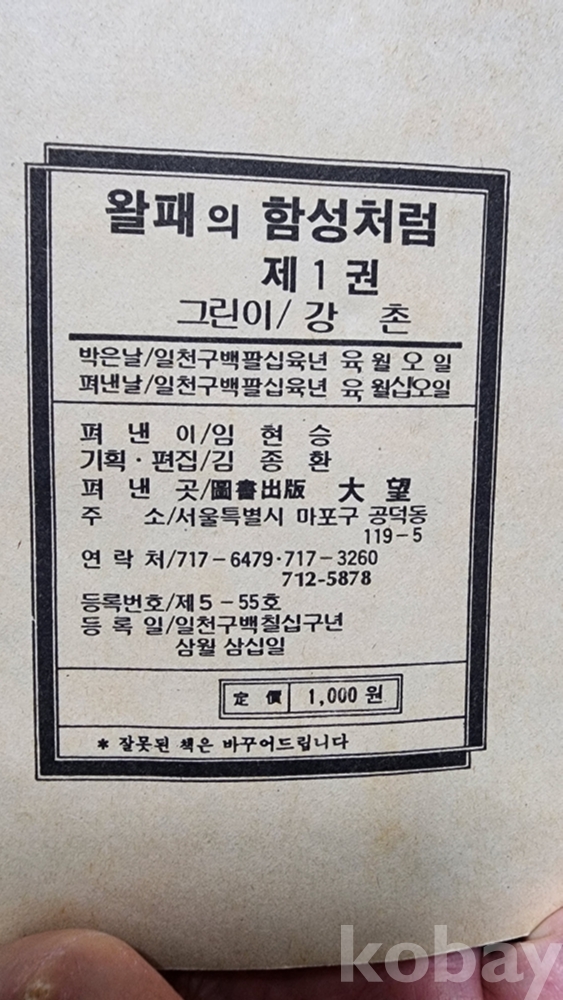 왈패의 함성처럼
제 1 권
그린이/강 촌
박은날/일천구백팔십육년 육 월 오 일
펴낸날/일천구백팔십육년 육 월십오일
펴 낸 이/임 현 승
기획·편집/김 종 환
펴 낸 곳/圖書出版 大 望
주 소/서울특별시 마포구 공덕동
119-5
연 락 처/717-6479·717-3260
712-5878
등록번호/제5-55호
등 록 일/일천구백칠십구년
삼월 삼십일
定 價 1,000 원
* 잘못된 책은 바꾸어드립니다
kobay